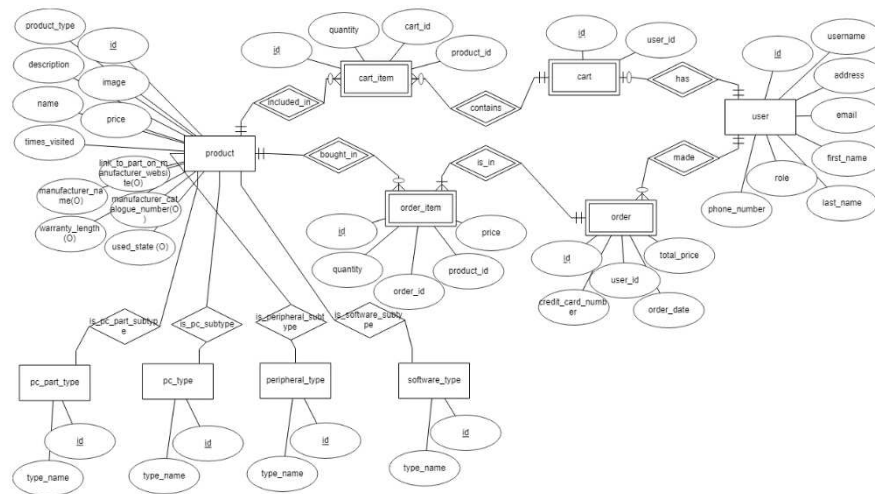 product_type
id
description
image
name
price
times_visited
product
link_to_part_on_m
anufacturer_websi
te(O)
manufacturer_na
me(O)
manufacturer_cat
alogue_number(O
)
warranty_length
(O)
used_state (O)
included_in
id
quantity
cart_id
product_id
cart_item
contains
id
user_id
cart
has
id
username
address
email
first_name
last_name
role
phone_number
user
bought_in
is_in
made
order_item
id
quantity
order_id
product_id
price
order
id
credit_card_numb
er
user_id
order_date
total_price
is_pc_part_subtyp
e
is_pc_subtype
is_peripheral_subt
ype
is_software_subty
pe
pc_part_type
id
type_name
pc_type
id
type_name
peripheral_type
id
type_name
software_type
id
type_name